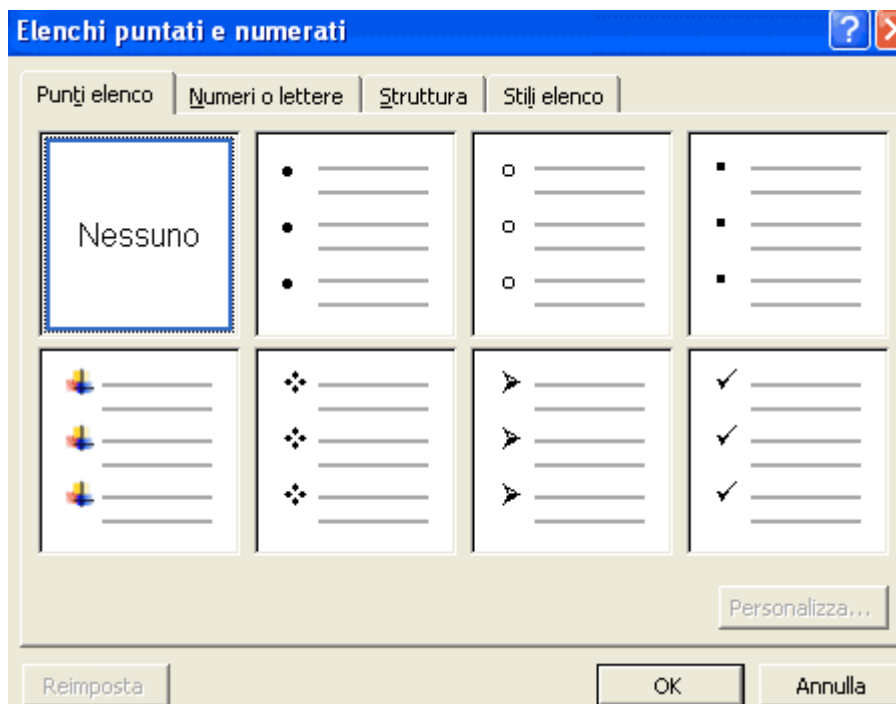 Elenchi puntati e numerati
Punti elenco Numeri o lettere Struttura Stili elenco
Nessuno
Personalizza...
Reimposta OK Annulla